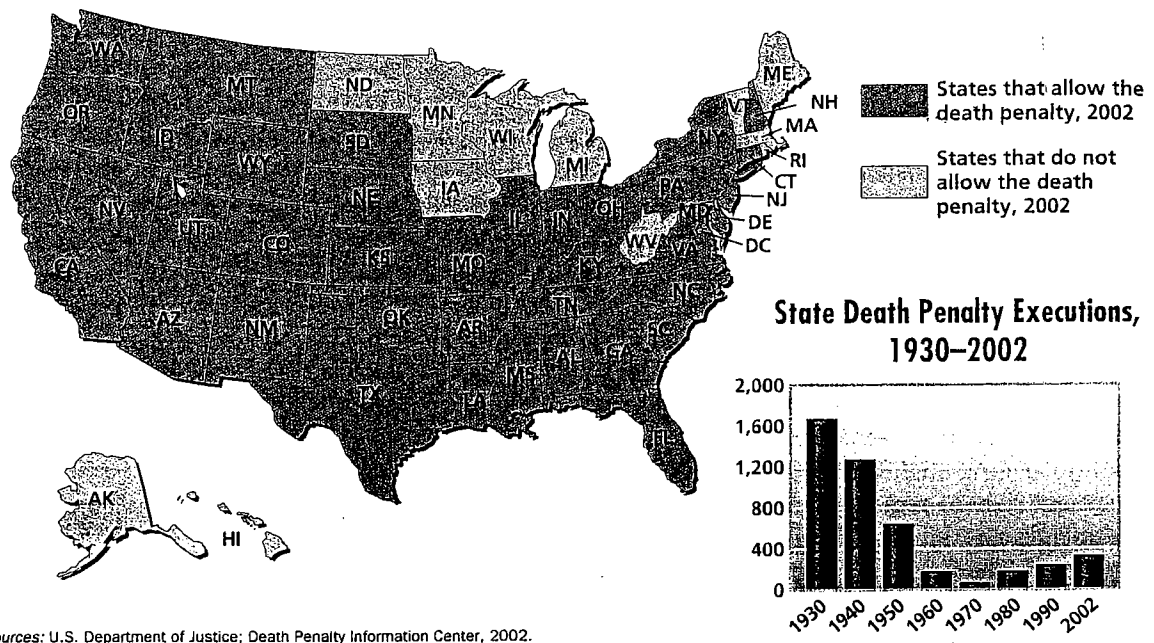 WA
MT
ND
MN
ME
OR
ID
WY
SD
WI
MI
VT
NH
MA
NY
RI
CT
NJ
DE
DC
NV
UT
CO
NE
IA
IL
IN
OH
PA
MD
WV
VA
CA
KS
MO
KY
NC
AZ
NM
OK
AR
TN
SC
TX
LA
MS
AL
GA
FL
AK
HI
States that allow the
death penalty, 2002
States that do not
allow the death
penalty, 2002
State Death Penalty Executions,
1930–2002
2,000
1,600
1,200
800
400
0
1930
1940
1950
1960
1970
1980
1990
2002
urces: U.S. Department of Justice; Death Penalty Information Center, 2002.